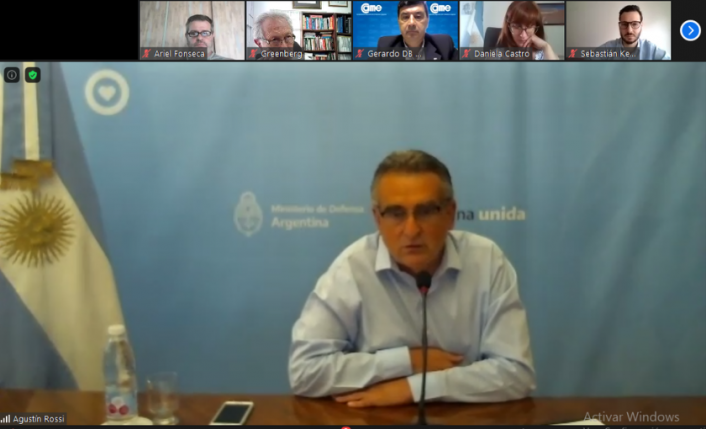 Ariel Fonseca
Greenberg
Gerardo DB
Daniela Castro
Sebastián Ke...
came
Ministerio de Defensa
Argentina
na unida
Agustín Rossi
Activar Windows